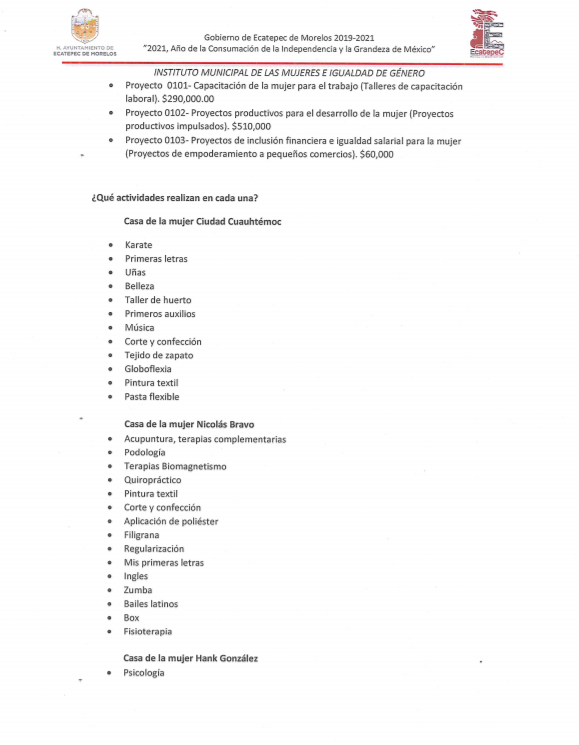 H. AYUNTAMIENTO DE
ECATEPEC DE MORELOS
Gobierno de Ecatepec de Morelos 2019-2021
"2021, Año de la Consumación de la Independencia y la Grandeza de México"
EcatepeC
INSTITUTO MUNICIPAL DE LAS MUJERES E IGUALDAD DE GÉNERO
• Proyecto 0101- Capacitación de la mujer para el trabajo (Talleres de capacitación
laboral). $290,000.00
• Proyecto 0102- Proyectos productivos para el desarrollo de la mujer (Proyectos
productivos impulsados). $510,000
• Proyecto 0103- Proyectos de inclusión financiera e igualdad salarial para la mujer
(Proyectos de empoderamiento a pequeños comercios). $60,000
¿Qué actividades realizan en cada una?
Casa de la mujer Ciudad Cuauhtémoc
• Karate
• Primeras letras
• Uñas
• Belleza
• Taller de huerto
• Primeros auxilios
• Música
• Corte y confección
• Tejido de zapato
• Globoflexia
• Pintura textil
• Pasta flexible
Casa de la mujer Nicolás Bravo
• Acupuntura, terapias complementarias
• Podología
• Terapias Biomagnetismo
• Quiropráctico
• Pintura textil
• Corte y confección
• Aplicación de poliéster
• Filigrana
• Regularización
• Mis primeras letras
• Ingles
• Zumba
• Bailes latinos
• Box
• Fisioterapia
Casa de la mujer Hank González
• Psicología